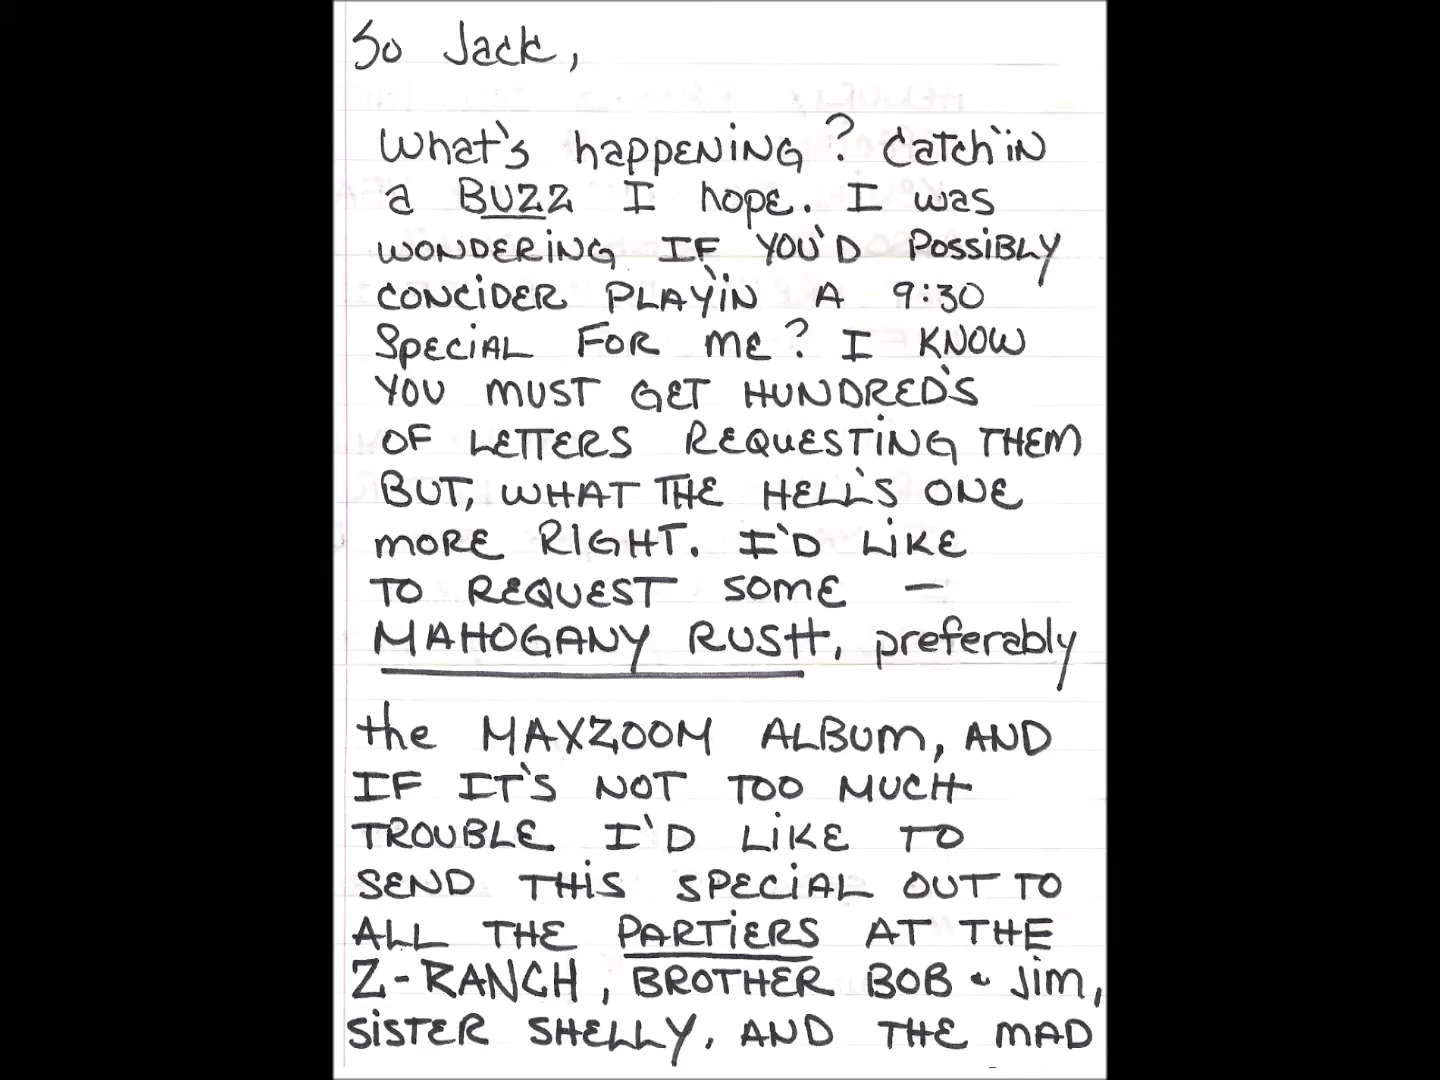 So Jack,
What's happENiNG? Catch'iN
a BUZZ I hope. I was
WONDERiNG IF YOU'D POSSiBLY
CONCiDER PLAY'iN A 9:30
SPECiAL FOR ME? I KNOW
YOU MUST GET HUNDRED'S
OF LETTERS REQUESTiNG THEM
BUT, WHAT THE HELL'S ONE
MORE RIGHT. I'D LiKE
TO REQUEST SOME —
MAHOGANY RUSH, preferably
the MAXZOOM ALBUM, AND
IF IT'S NOT TOO MUCH
TROUBLE I'D LiKE TO
SEND THiS SPECiAL OUT TO
ALL THE PARTiERS AT THE
Z-RANCH, BROTHER BOB & JiM,
SiSTER SHELLY, AND THE MAD